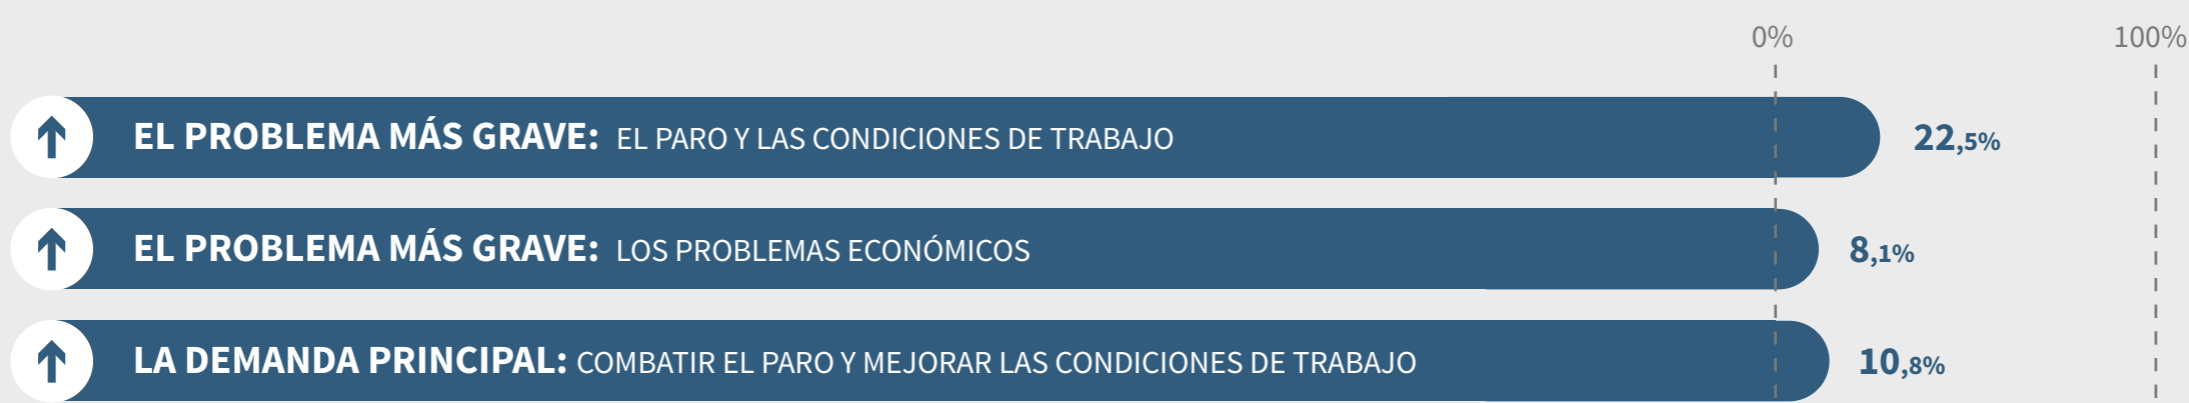 0% 100%
EL PROBLEMA MÁS GRAVE: EL PARO Y LAS CONDICIONES DE TRABAJO 22,5%
EL PROBLEMA MÁS GRAVE: LOS PROBLEMAS ECONÓMICOS 8,1%
LA DEMANDA PRINCIPAL: COMBATIR EL PARO Y MEJORAR LAS CONDICIONES DE TRABAJO 10,8%